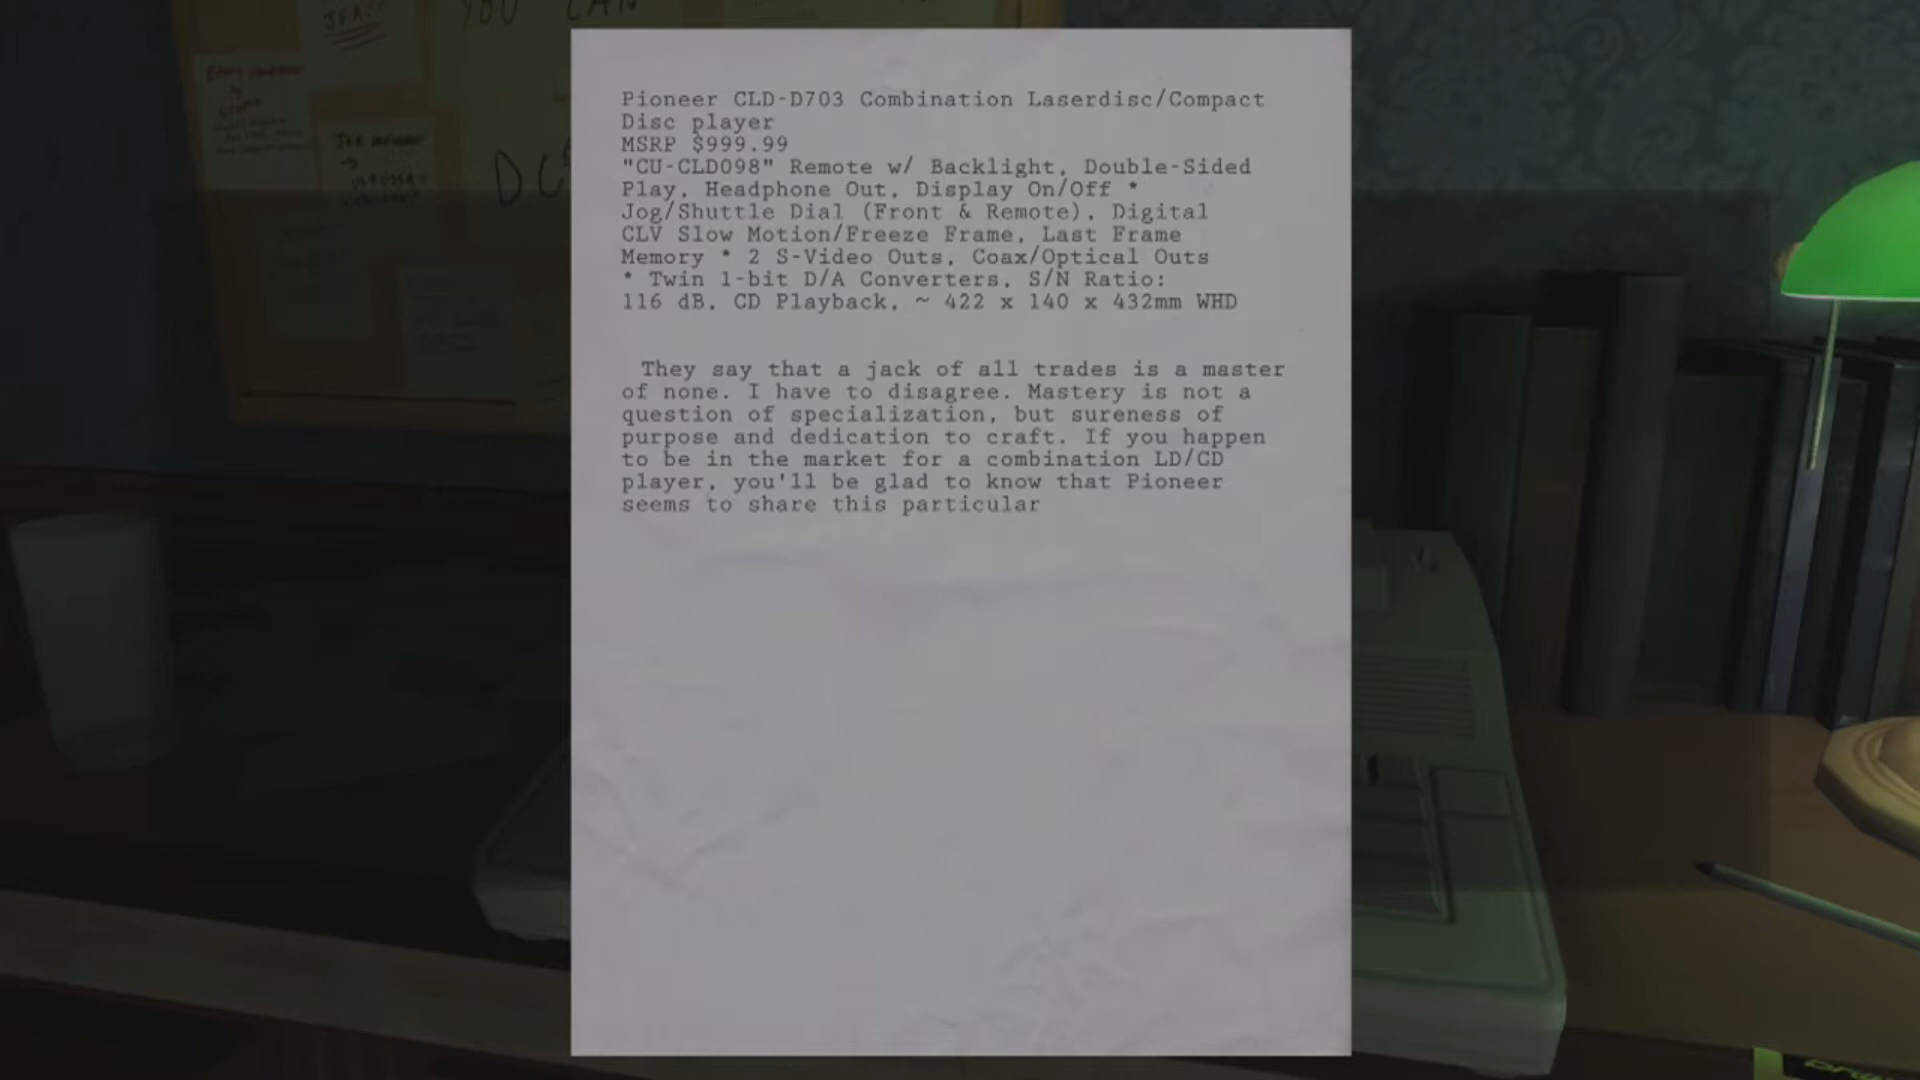 YOU CAN
JFK!!
DO
Pioneer CLD-D703 Combination Laserdisc/Compact
Disc player
MSRP $999.99
"CU-CLD098" Remote w/ Backlight, Double-Sided
Play, Headphone Out, Display On/Off *
Jog/Shuttle Dial (Front & Remote), Digital
CLV Slow Motion/Freeze Frame, Last Frame
Memory * 2 S-Video Outs, Coax/Optical Outs
* Twin 1-bit D/A Converters, S/N Ratio:
116 dB, CD Playback, ~ 422 x 140 x 432mm WHD
They say that a jack of all trades is a master
of none. I have to disagree. Mastery is not a
question of specialization, but sureness of
purpose and dedication to craft. If you happen
to be in the market for a combination LD/CD
player, you'll be glad to know that Pioneer
seems to share this particular